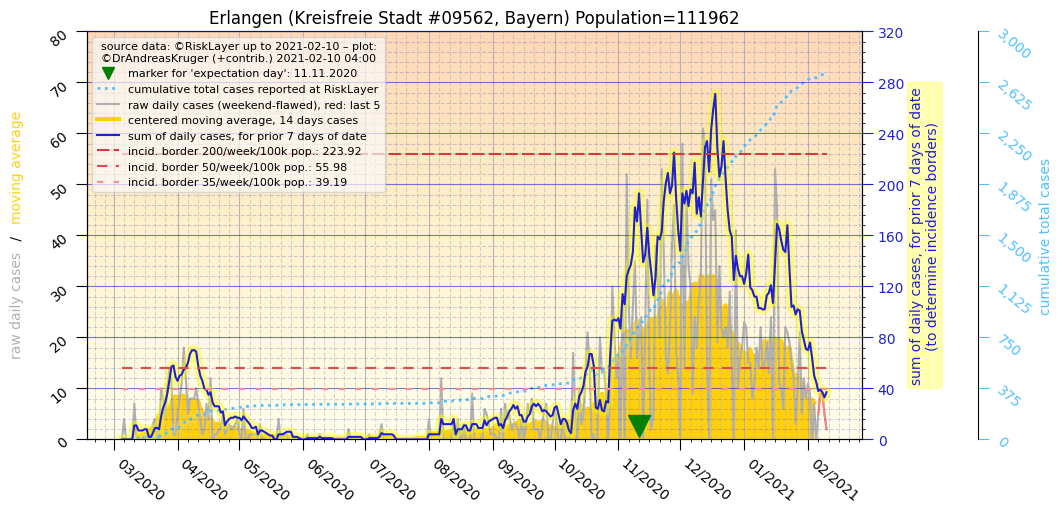 Erlangen (Kreisfreie Stadt #09562, Bayern) Population=111962
source data: ©RiskLayer up to 2021-02-10 – plot:
©DrAndreasKruger (+contrib.) 2021-02-10 04:00
marker for 'expectation day': 11.11.2020
cumulative total cases reported at RiskLayer
raw daily cases (weekend-flawed), red: last 5
centered moving average, 14 days cases
sum of daily cases, for prior 7 days of date
incid. border 200/week/100k pop.: 223.92
incid. border 50/week/100k pop.: 55.98
incid. border 35/week/100k pop.: 39.19
raw daily cases / moving average
80
70
60
50
40
30
20
10
0
03/2020
04/2020
05/2020
06/2020
07/2020
08/2020
09/2020
10/2020
11/2020
12/2020
01/2021
02/2021
320
280
240
200
160
120
80
40
0
sum of daily cases, for prior 7 days of date
(to determine incidence borders)
3,000
2,625
2,250
1,875
1,500
1,125
750
375
0
cumulative total cases